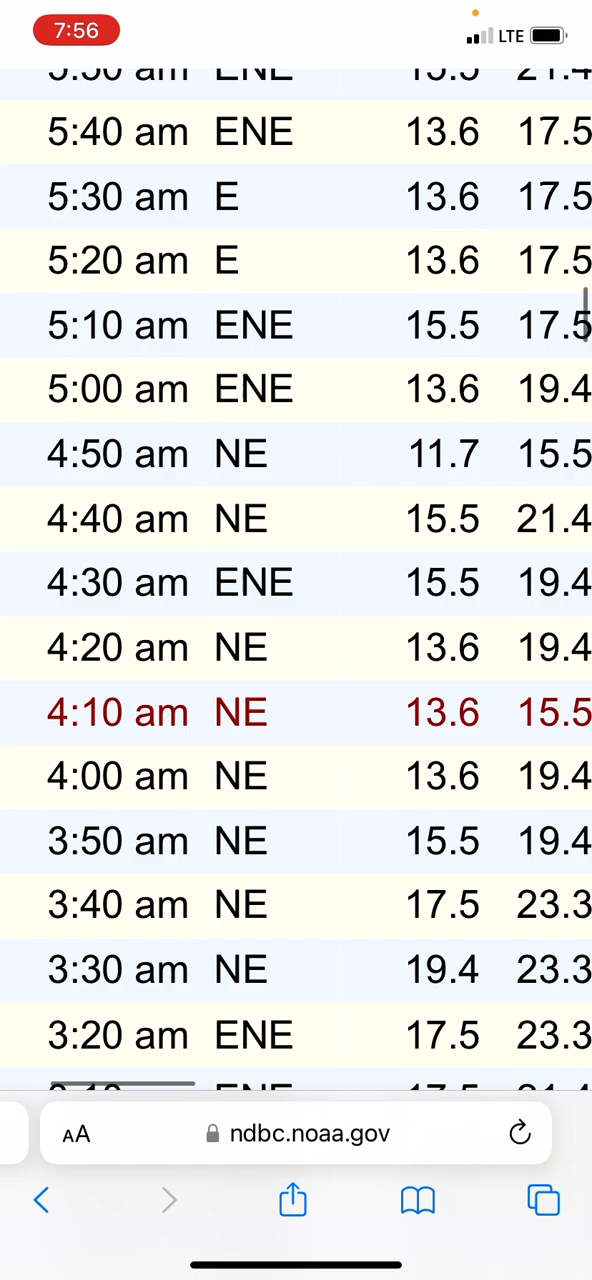 7:56 LTE
5:40 am ENE 13.6 17.5
5:30 am E 13.6 17.5
5:20 am E 13.6 17.5
5:10 am ENE 15.5 17.5
5:00 am ENE 13.6 19.4
4:50 am NE 11.7 15.5
4:40 am NE 15.5 21.4
4:30 am ENE 15.5 19.4
4:20 am NE 13.6 19.4
4:10 am NE 13.6 15.5
4:00 am NE 13.6 19.4
3:50 am NE 15.5 19.4
3:40 am NE 17.5 23.3
3:30 am NE 19.4 23.3
3:20 am ENE 17.5 23.3
AA ndbc.noaa.gov